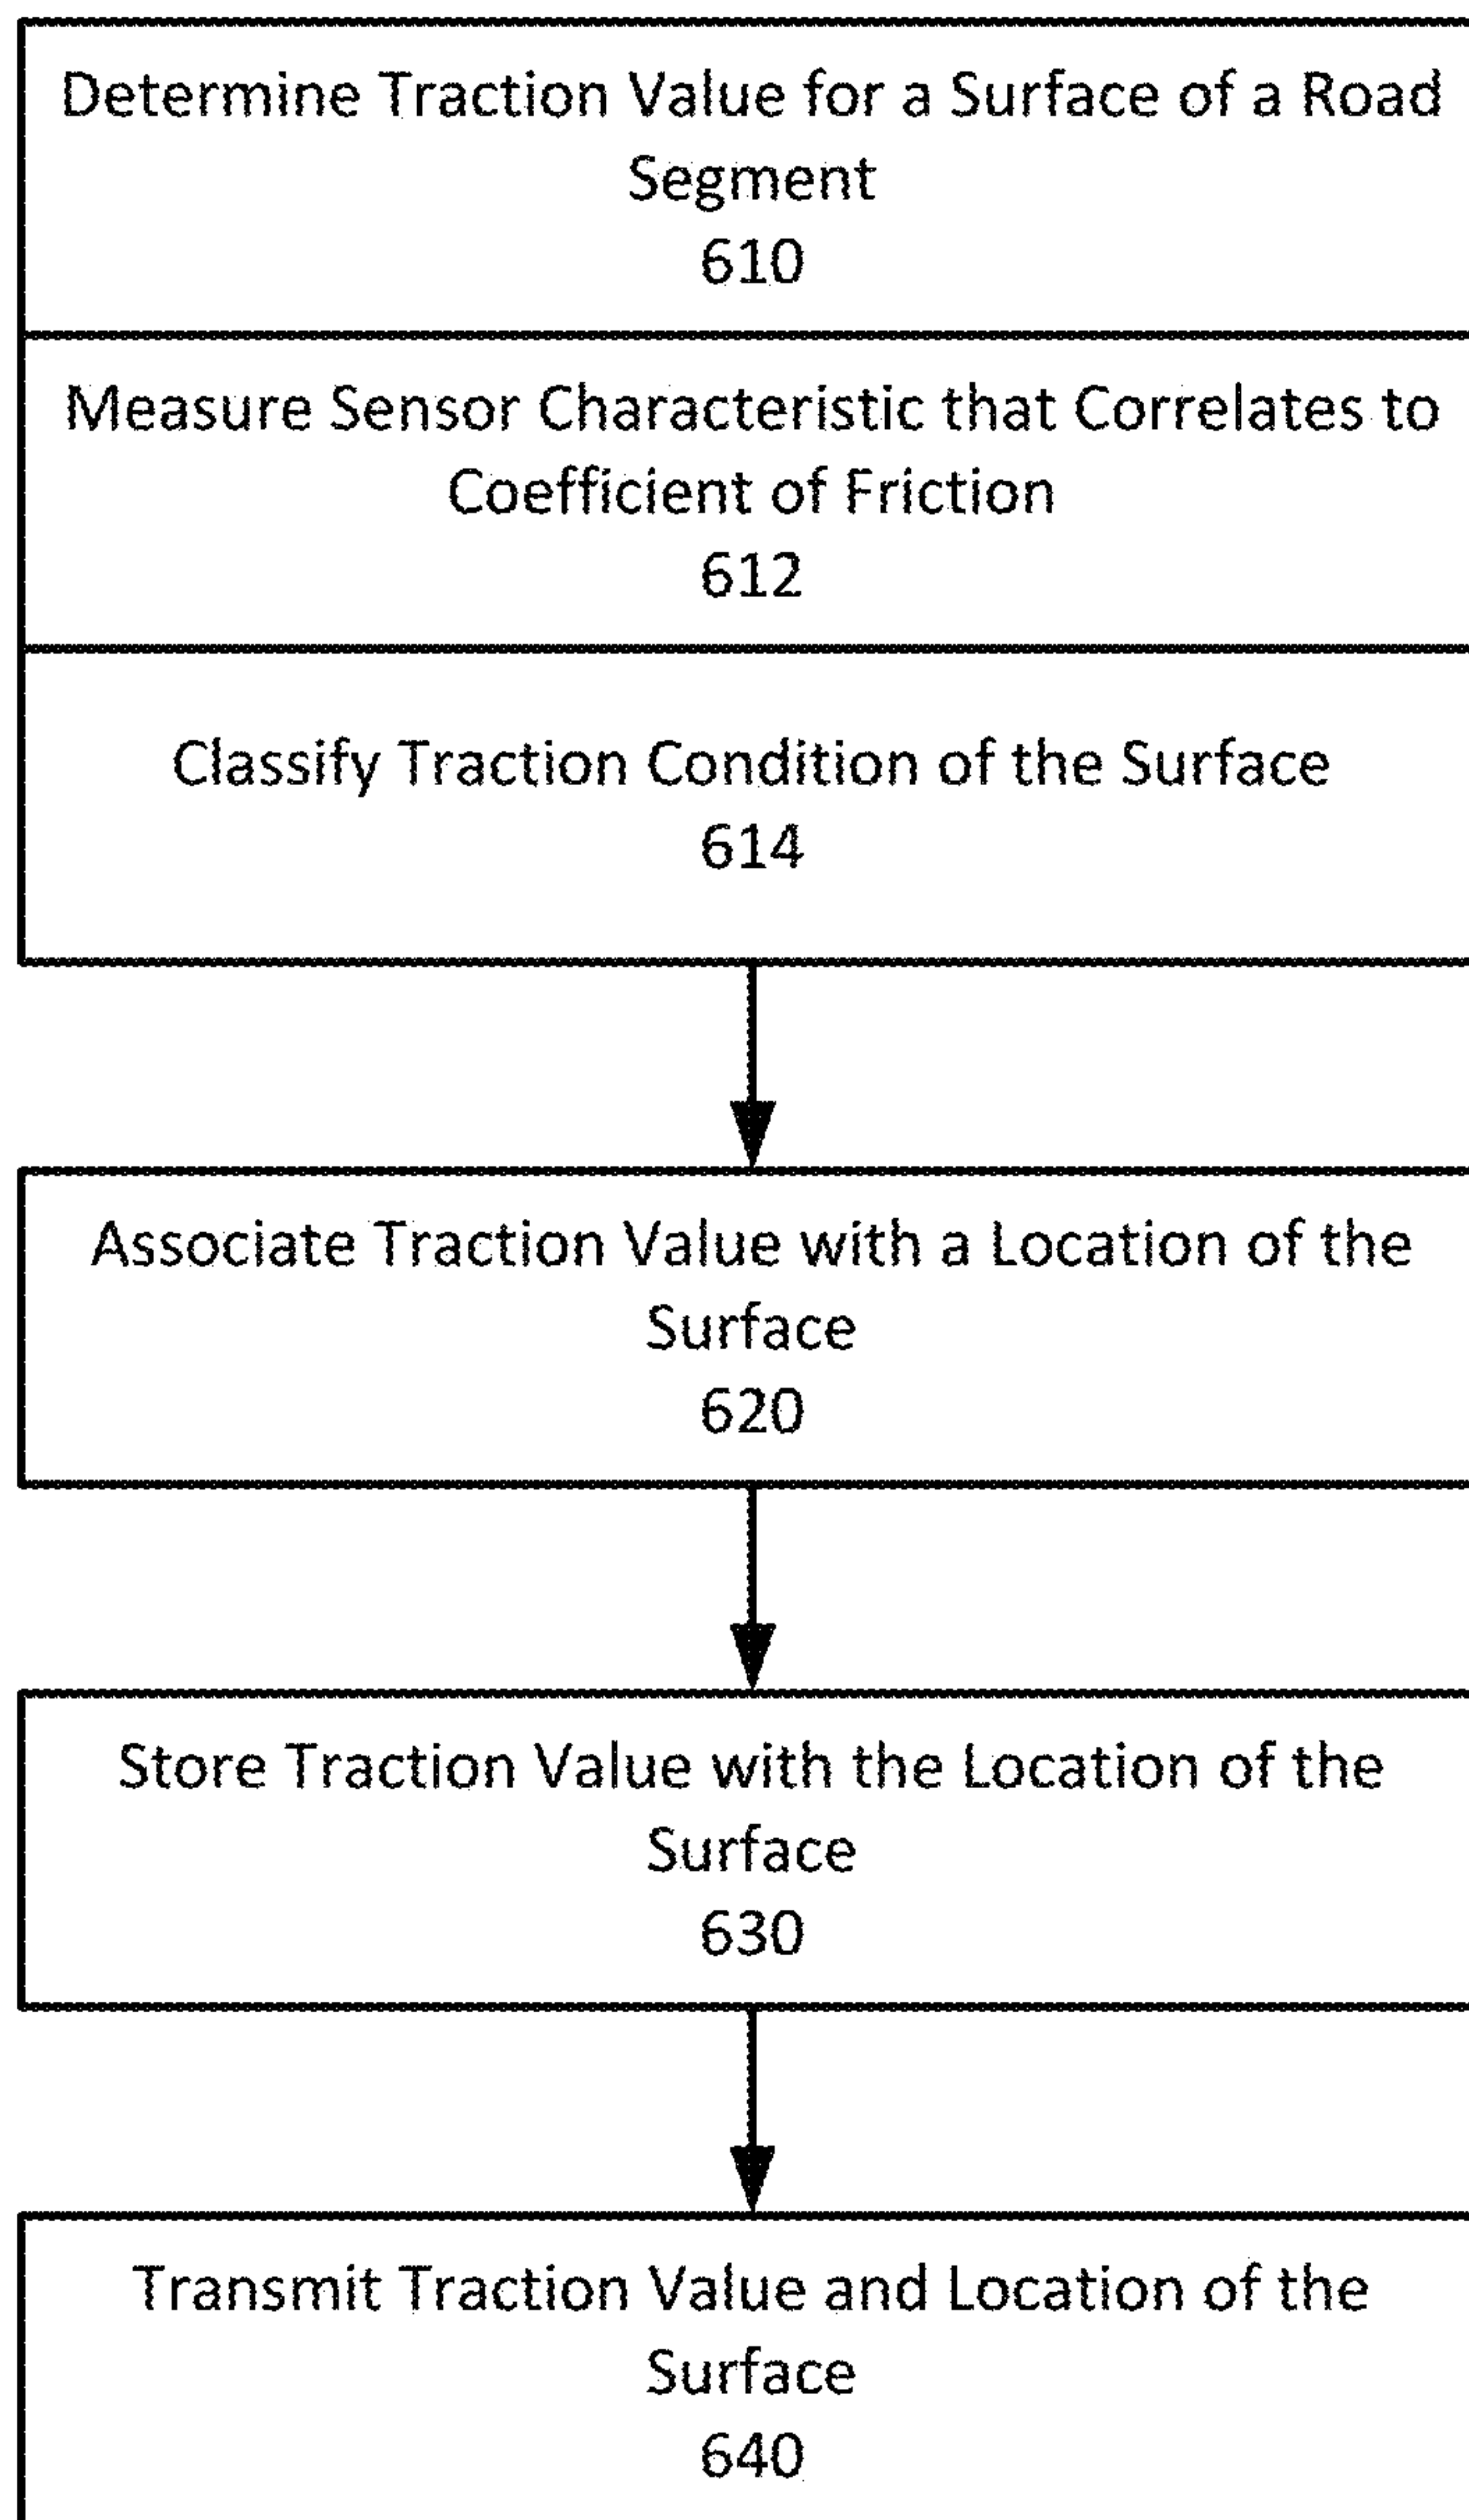 Determine Traction Value for a Surface of a Road
Segment
610
Measure Sensor Characteristic that Correlates to
Coefficient of Friction
612
Classify Traction Condition of the Surface
614
Associate Traction Value with a Location of the
Surface
620
Store Traction Value with the Location of the
Surface
630
Transmit Traction Value and Location of the
Surface
640